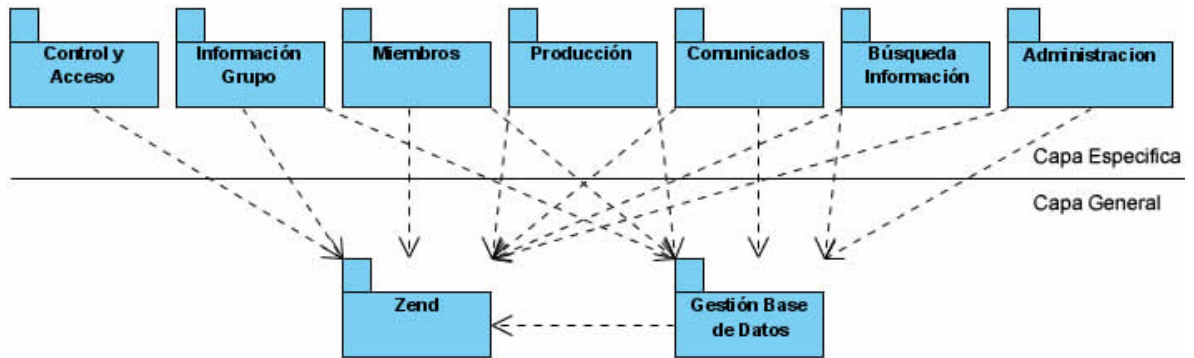 Control y
Acceso
Información
Grupo
Miembros
Producción
Comunicados
Búsqueda
Información
Administracion
Capa Especifica
Capa General
Zend
Gestión Base
de Datos